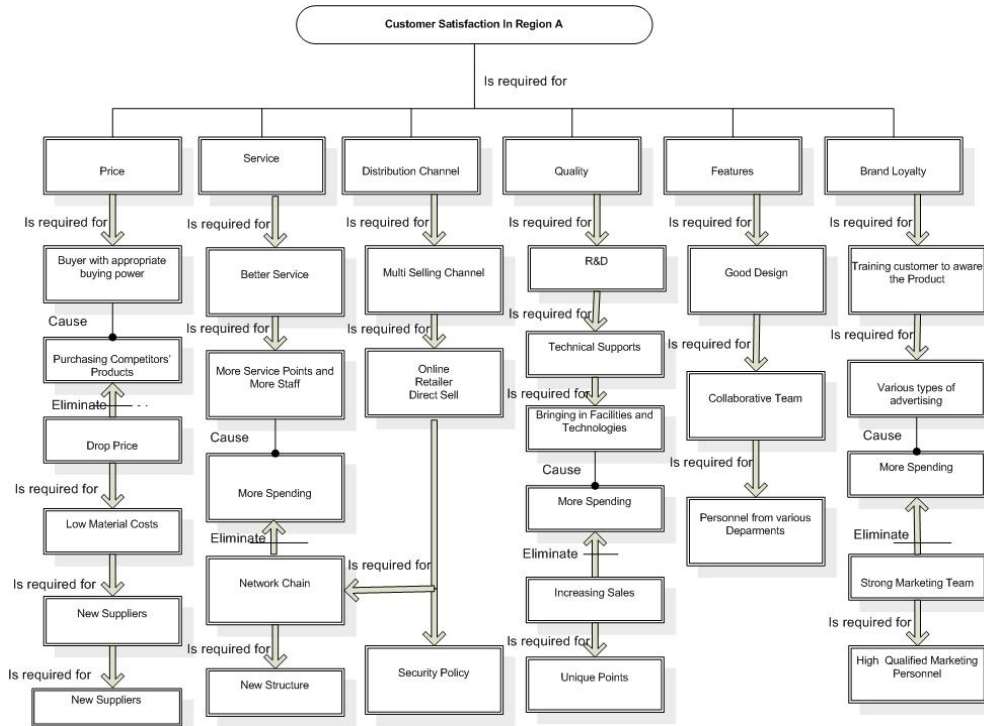 Customer Satisfaction In Region A
Is required for
Price
Service
Distribution Channel
Quality
Features
Brand Loyalty
Is required for
Is required for
Is required for
Is required for
Is required for
Is required for
Buyer with appropriate
buying power
Better Service
Multi Selling Channel
R&D
Good Design
Training customer to aware
the Product
Cause
Is required for
Is required for
Is required for
Is required for
Is required for
Purchasing Competitors'
Products
More Service Points and
More Staff
Online
Retailer
Direct Sell
Technical Supports
Collaborative Team
Various types of
advertising
Eliminate
Is required for
Drop Price
Cause
Bringing in Facilities and
Technologies
Cause
Is required for
Cause
Is required for
More Spending
More Spending
More Spending
Low Material Costs
Personnel from various
Deparments
Eliminate
Is required for
Eliminate
Eliminate
Is required for
Network Chain
Increasing Sales
Strong Marketing Team
New Suppliers
Is required for
Is required for
Is required for
Is required for
New Structure
Security Policy
Unique Points
High Qualified Marketing
Personnel
New Suppliers